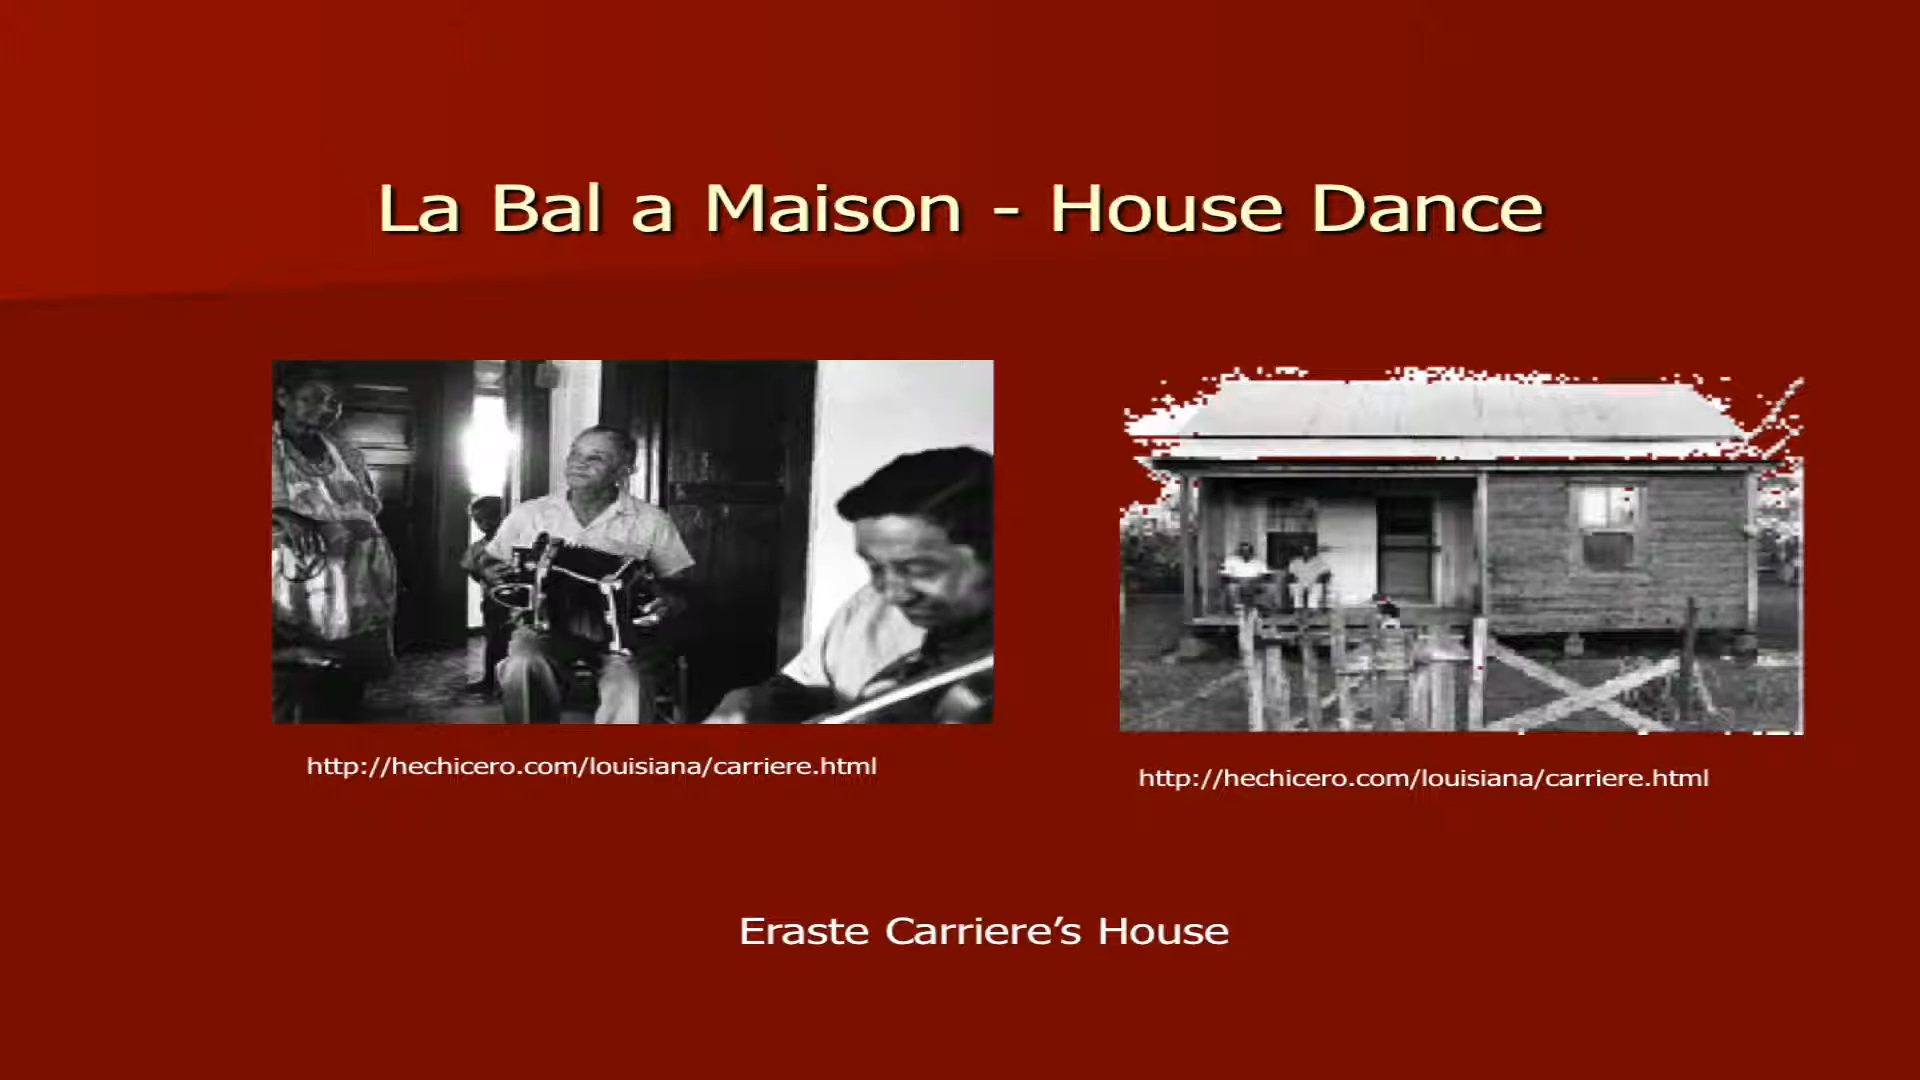 La Bal a Maison - House Dance
http://hechicero.com/louisiana/carriere.html
http://hechicero.com/louisiana/carriere.html
Eraste Carriere’s House